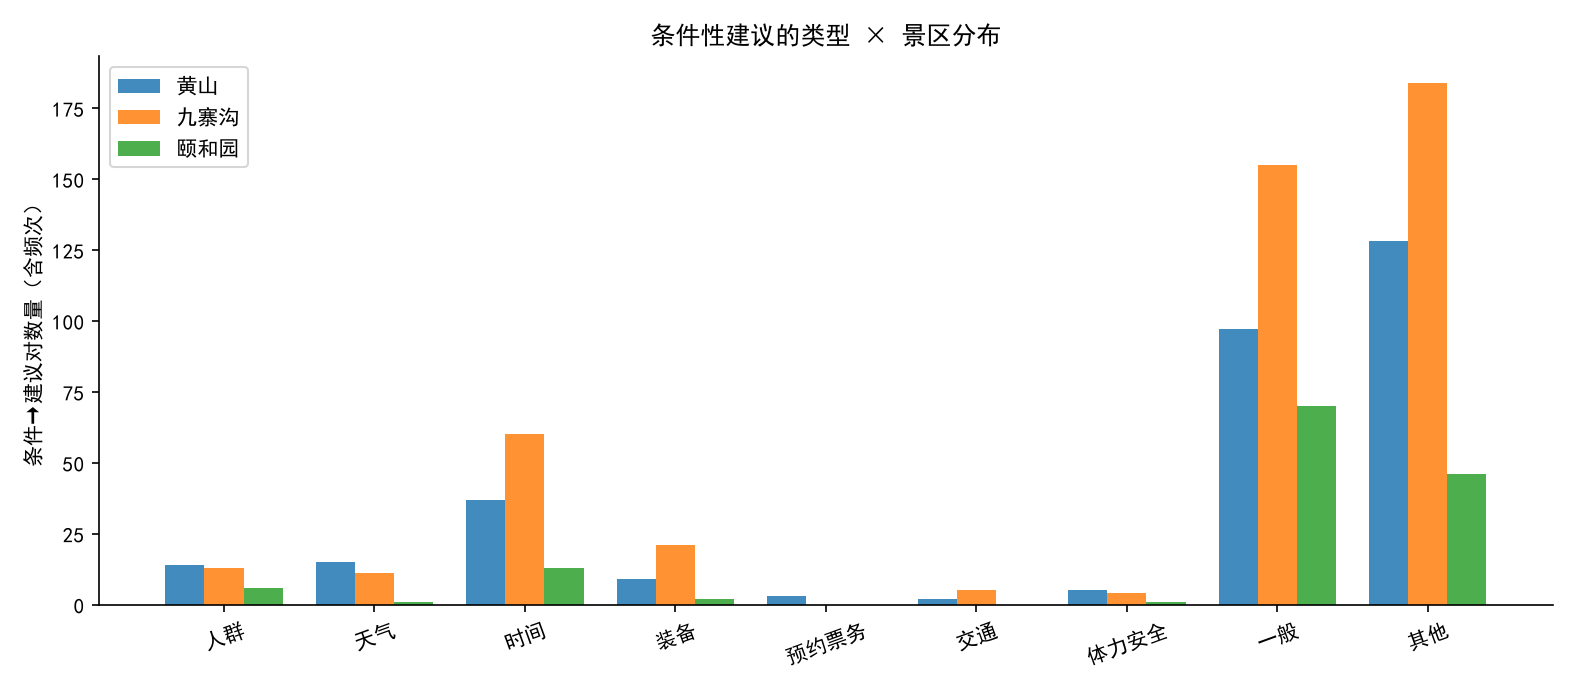 条件性建议的类型 × 景区分布
黄山
九寨沟
颐和园
条件→建议对数量（含频次）
175
150
125
100
75
50
25
0
人群
天气
时间
装备
预约票务
交通
体力安全
一般
其他